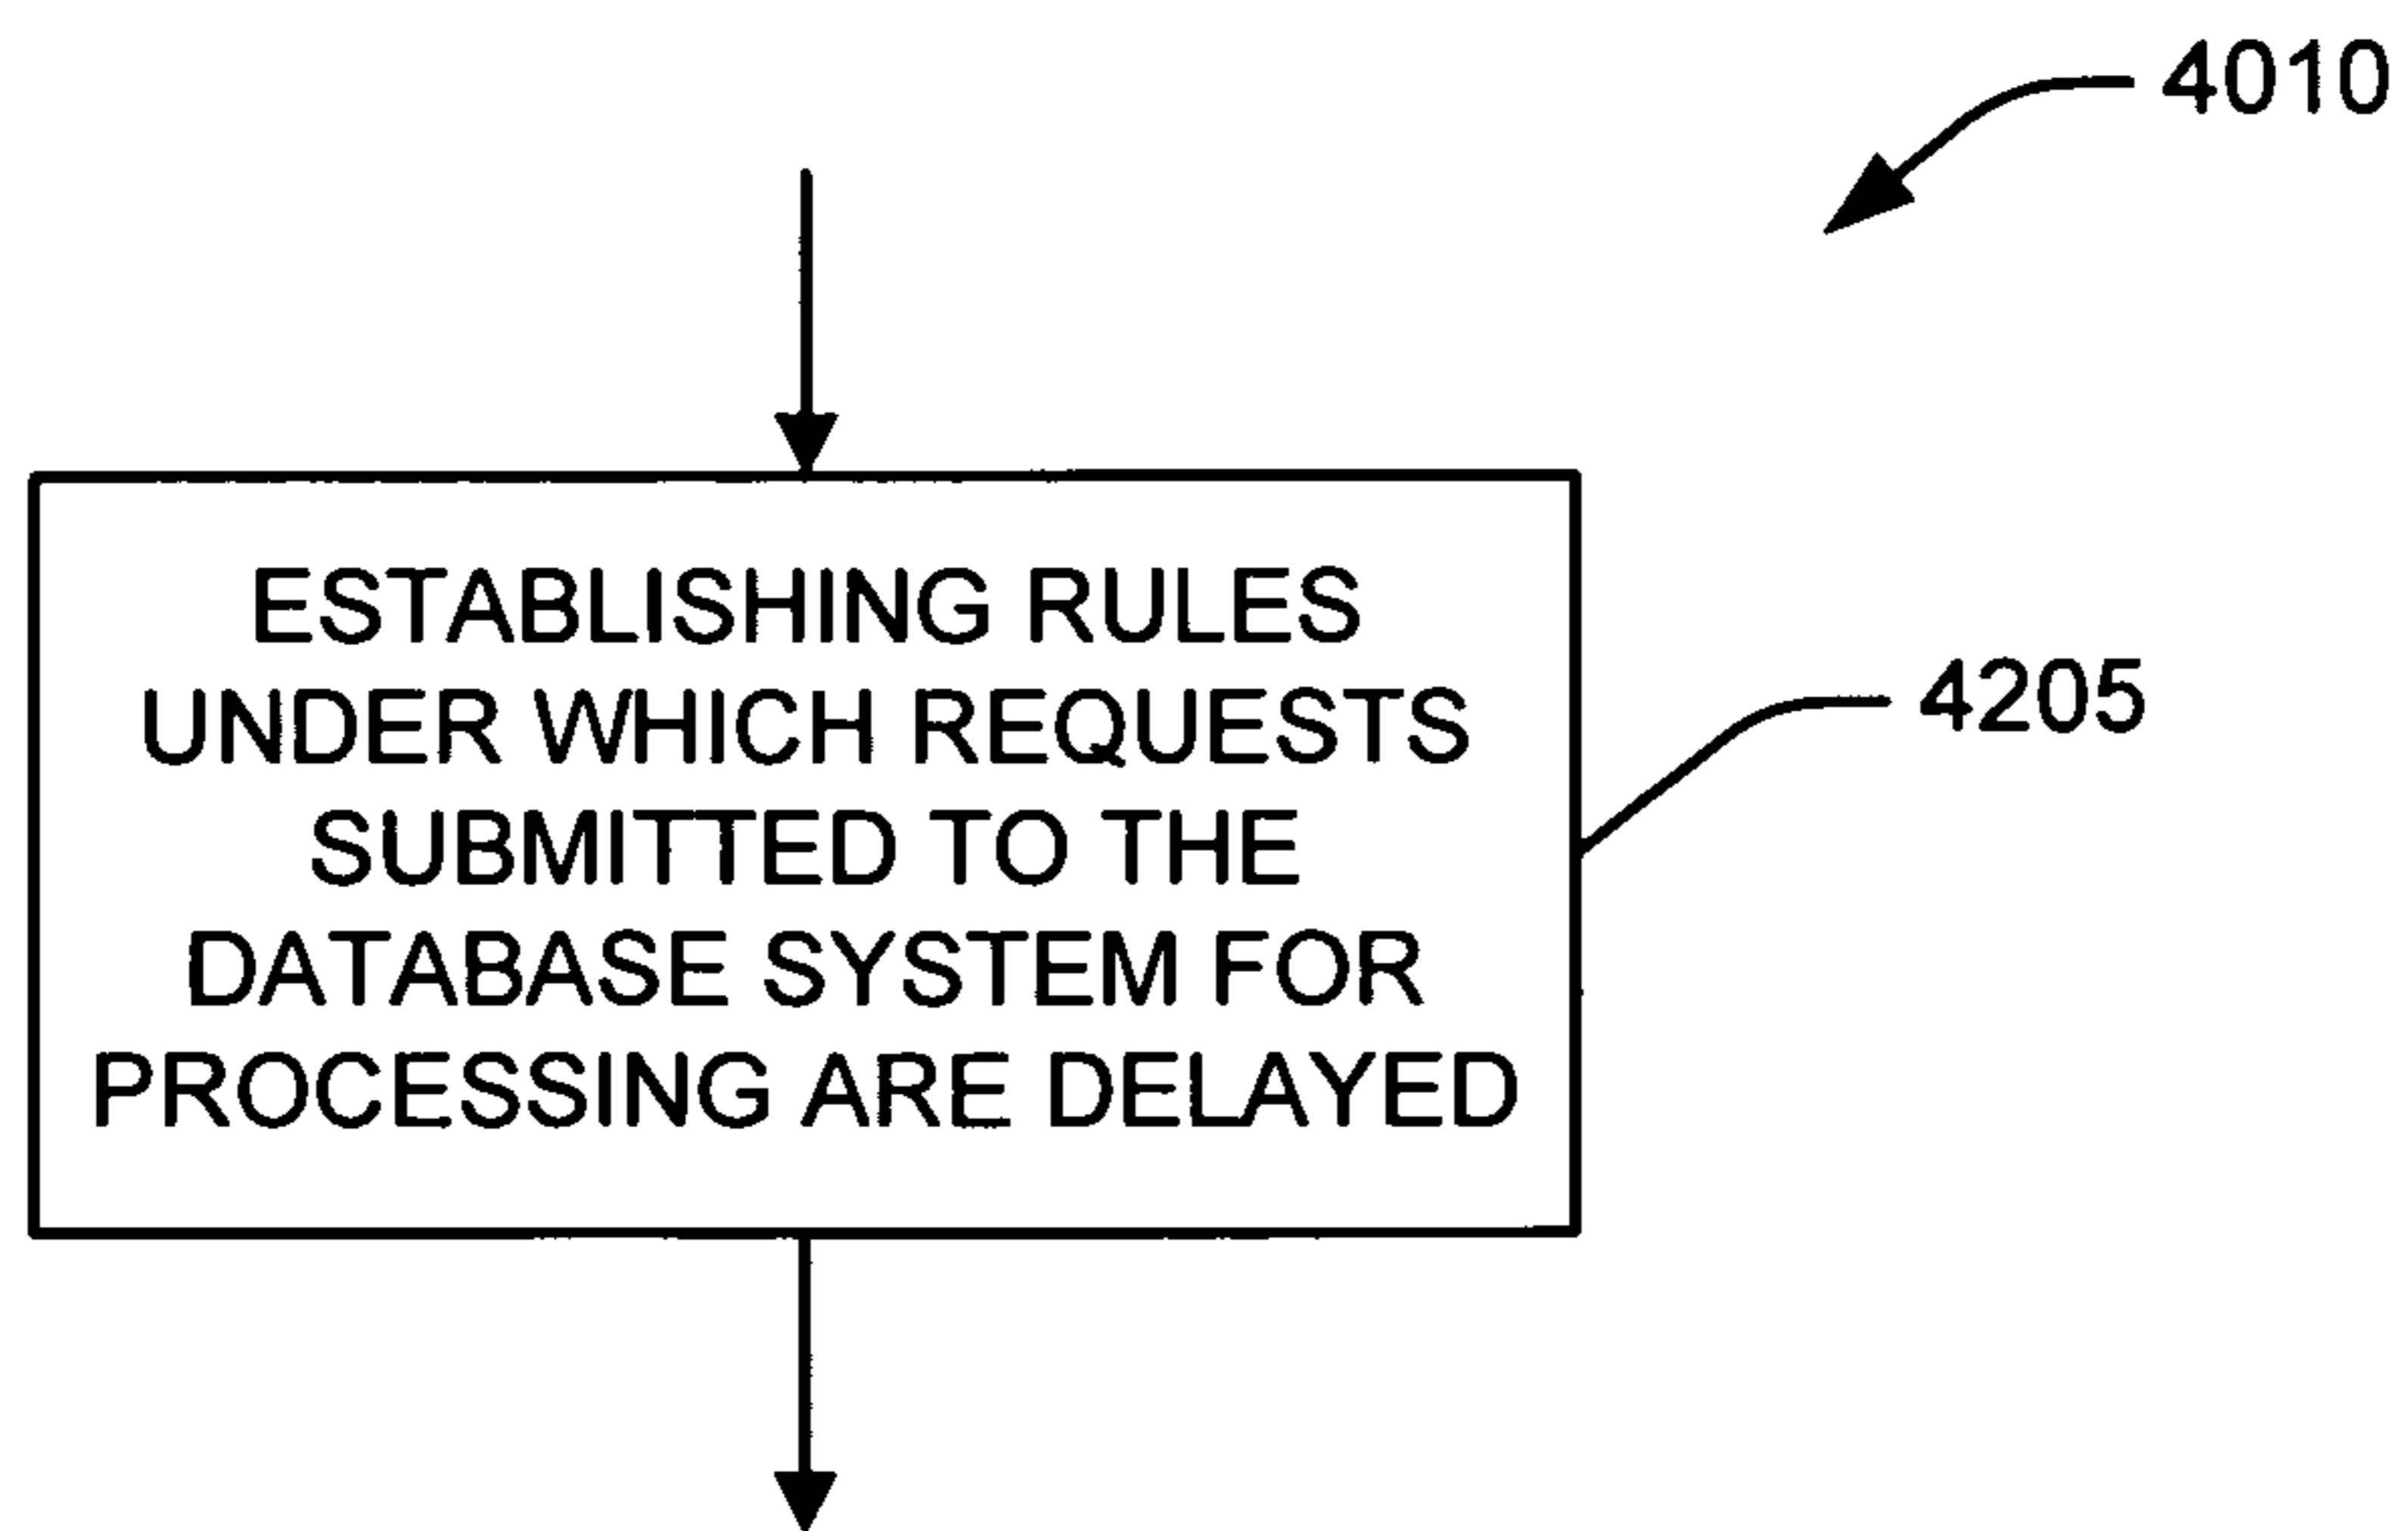 4010
ESTABLISHING RULES
UNDER WHICH REQUESTS
SUBMITTED TO THE
DATABASE SYSTEM FOR
PROCESSING ARE DELAYED
4205